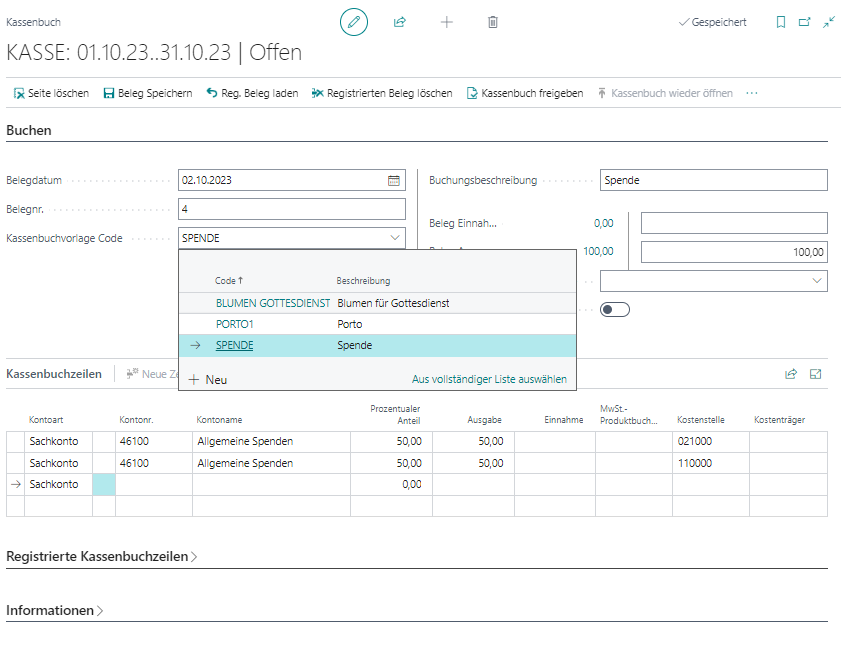 Kassenbuch
Gespeichert
KASSE: 01.10.23..31.10.23 | Offen
Seite löschen Beleg Speichern Reg. Beleg laden Registrierten Beleg löschen Kassenbuch freigeben Kassenbuch wieder öffnen ...
Buchen
Belegdatum 02.10.2023
Buchungsbeschreibung Spende
Belegnr. 4
Beleg Einnah... 0,00
Kassenbuchvorlage Code SPENDE
100,00 100,00
Code ↑ Beschreibung
BLUMEN GOTTESDIENST Blumen für Gottesdienst
PORTO1 Porto
→ SPENDE Spende
+ Neu Aus vollständiger Liste auswählen
Kassenbuchzeilen
Kontoart Kontonr. Kontoname Prozentualer Anteil Ausgabe Einnahme MwSt.-Produktbuch... Kostenstelle Kostenträger
Sachkonto 46100 Allgemeine Spenden 50,00 50,00 021000
Sachkonto 46100 Allgemeine Spenden 50,00 50,00 110000
→ Sachkonto 0,00
Registrierte Kassenbuchzeilen >
Informationen >